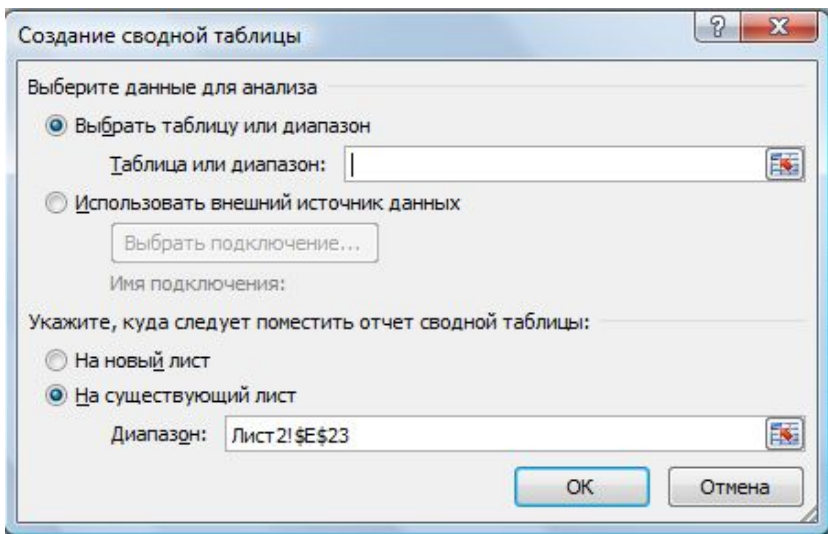 Создание сводной таблицы
?
Выберите данные для анализа
Выбрать таблицу или диапазон
Таблица или диапазон:
Использовать внешний источник данных
Выбрать подключение...
Имя подключения:
Укажите, куда следует поместить отчет сводной таблицы:
На новый лист
На существующий лист
Диапазон: Лист2!$E$23
ОК Отмена